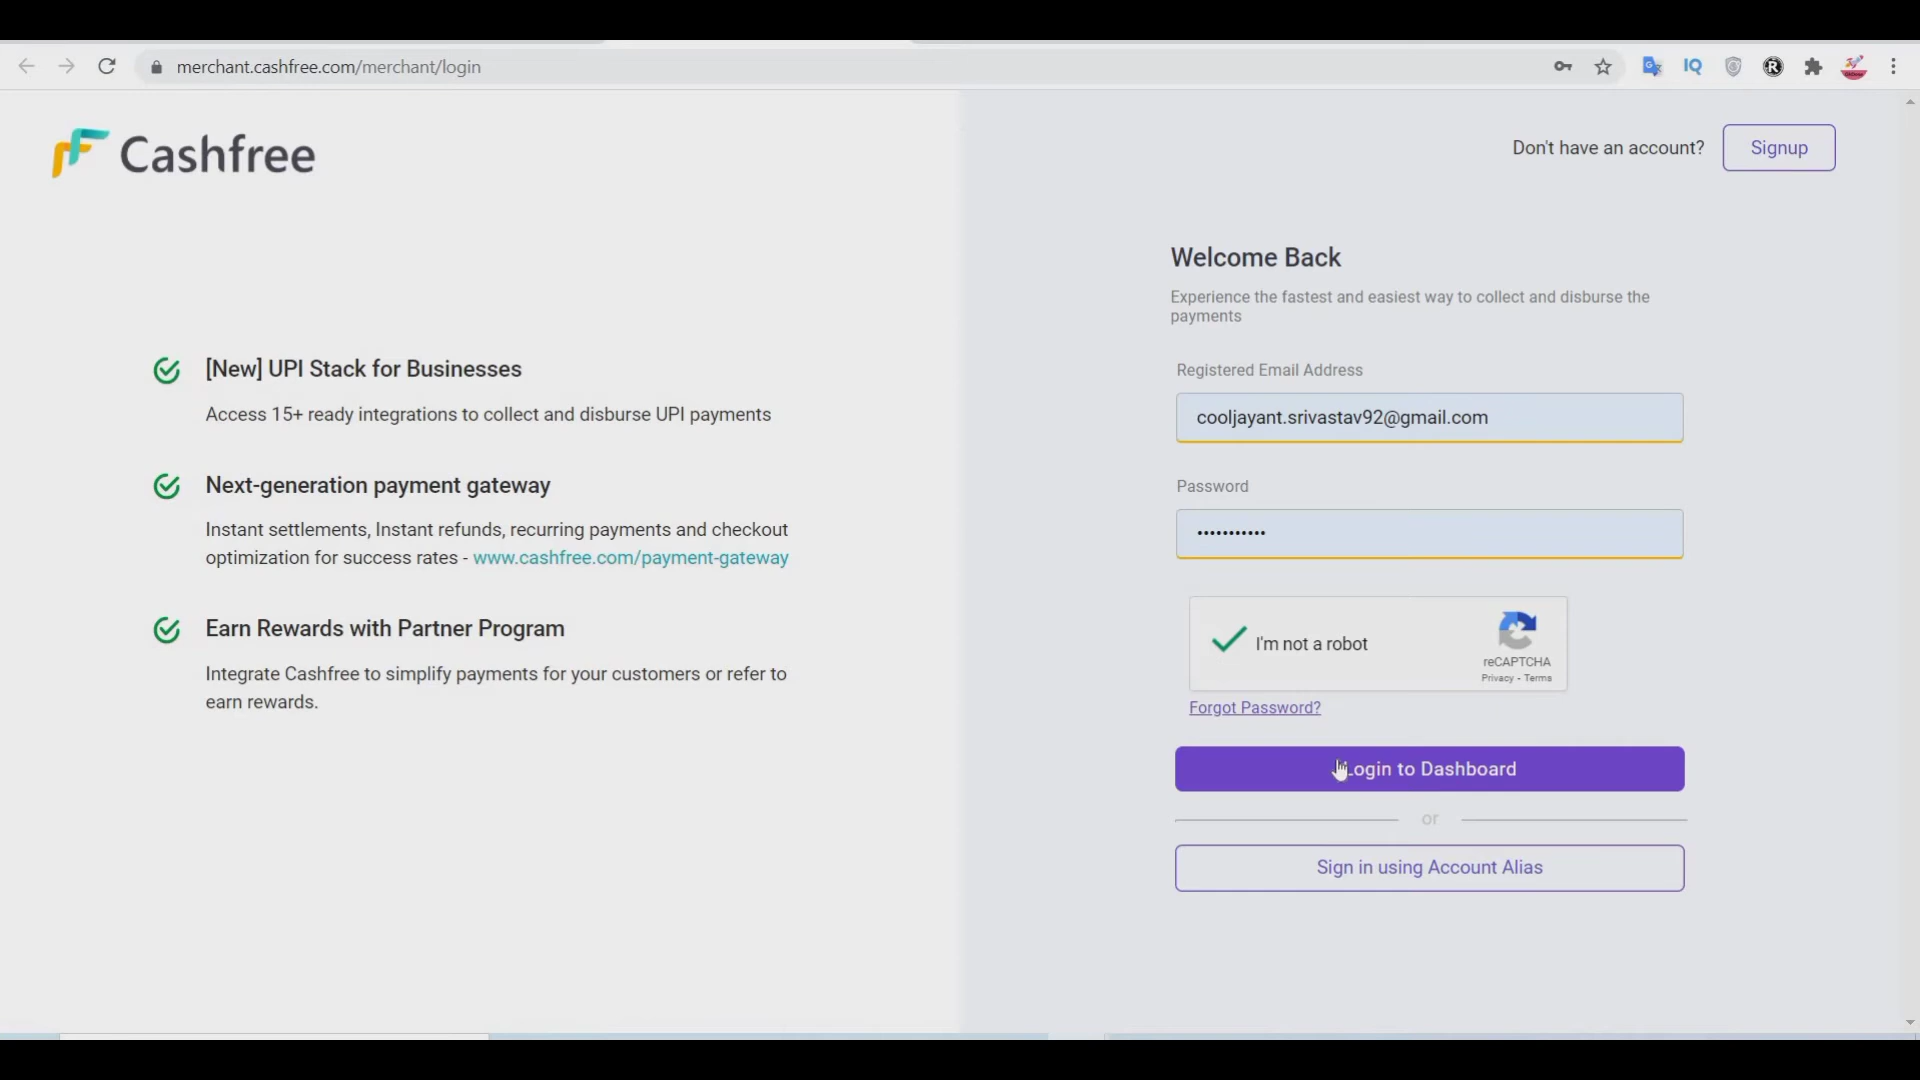 merchant.cashfree.com/merchant/login
IQ
Cashfree
Don't have an account?
Signup
[New] UPI Stack for Businesses
Access 15+ ready integrations to collect and disburse UPI payments
Next-generation payment gateway
Instant settlements, Instant refunds, recurring payments and checkout
optimization for success rates - www.cashfree.com/payment-gateway
Earn Rewards with Partner Program
Integrate Cashfree to simplify payments for your customers or refer to
earn rewards.
Welcome Back
Experience the fastest and easiest way to collect and disburse the
payments
Registered Email Address
cooljayant.srivastav92@gmail.com
Password
•••••••••••
I'm not a robot
reCAPTCHA
Privacy - Terms
Forgot Password?
Login to Dashboard
or
Sign in using Account Alias